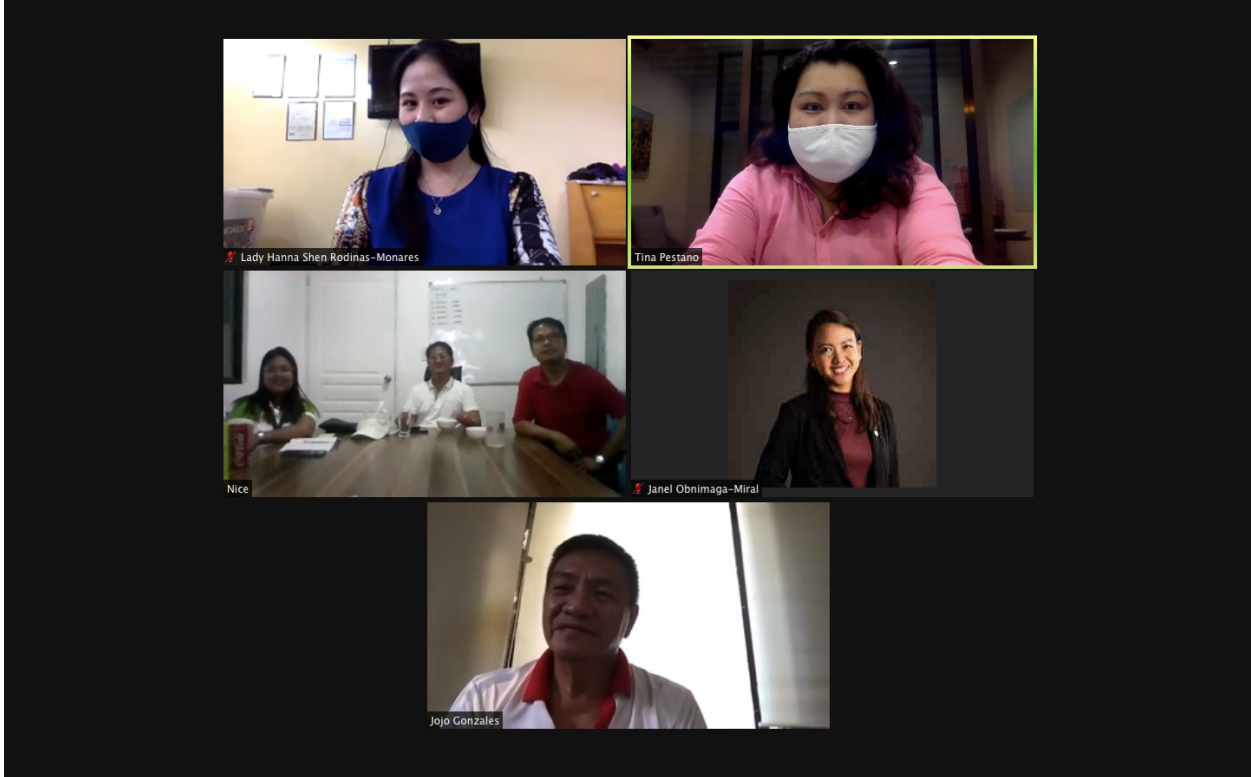 Lady Hanna Shen Rodinas-Monares
Tina Pestano
Nice
Janel Obnimaga-Miral
Jojo Gonzales